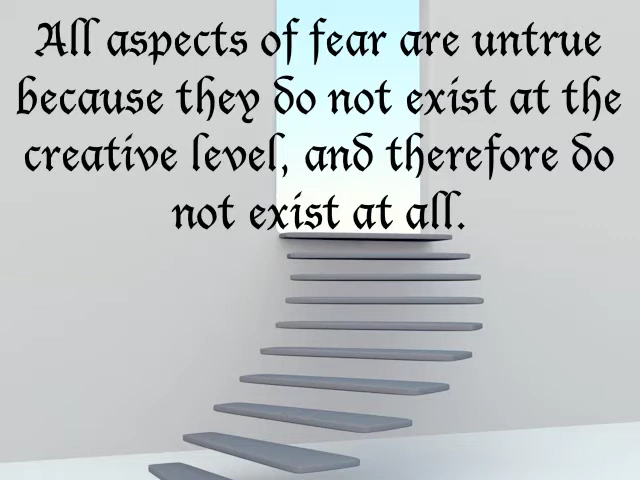 All aspects of fear are untrue
because they do not exist at the
creative level, and therefore do
not exist at all.